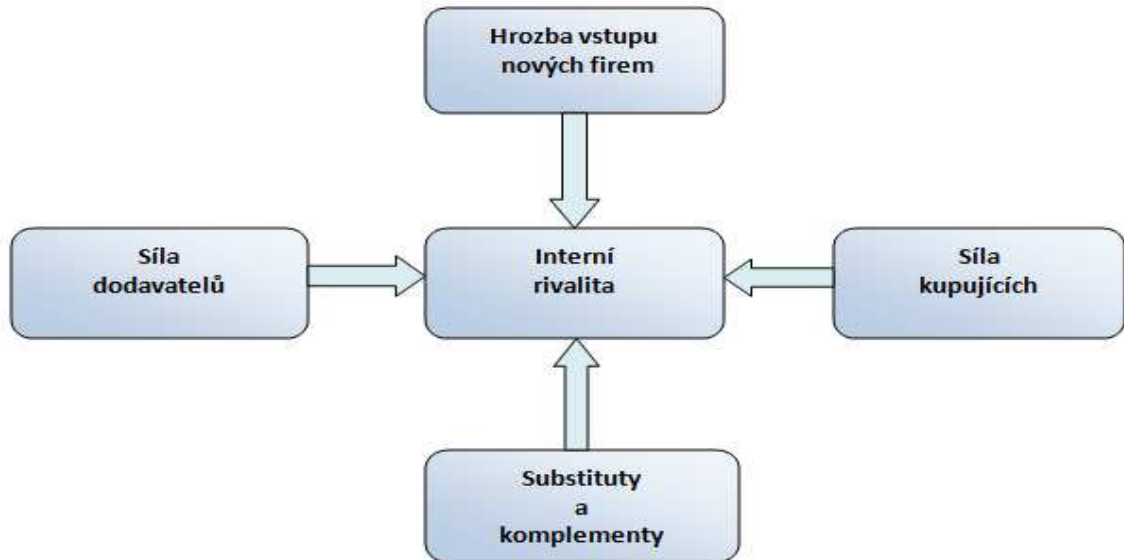 Hrozba vstupu
nových firem
Síla
dodavatelů
Interní
rivalita
Síla
kupujících
Substituty
a
komplementy